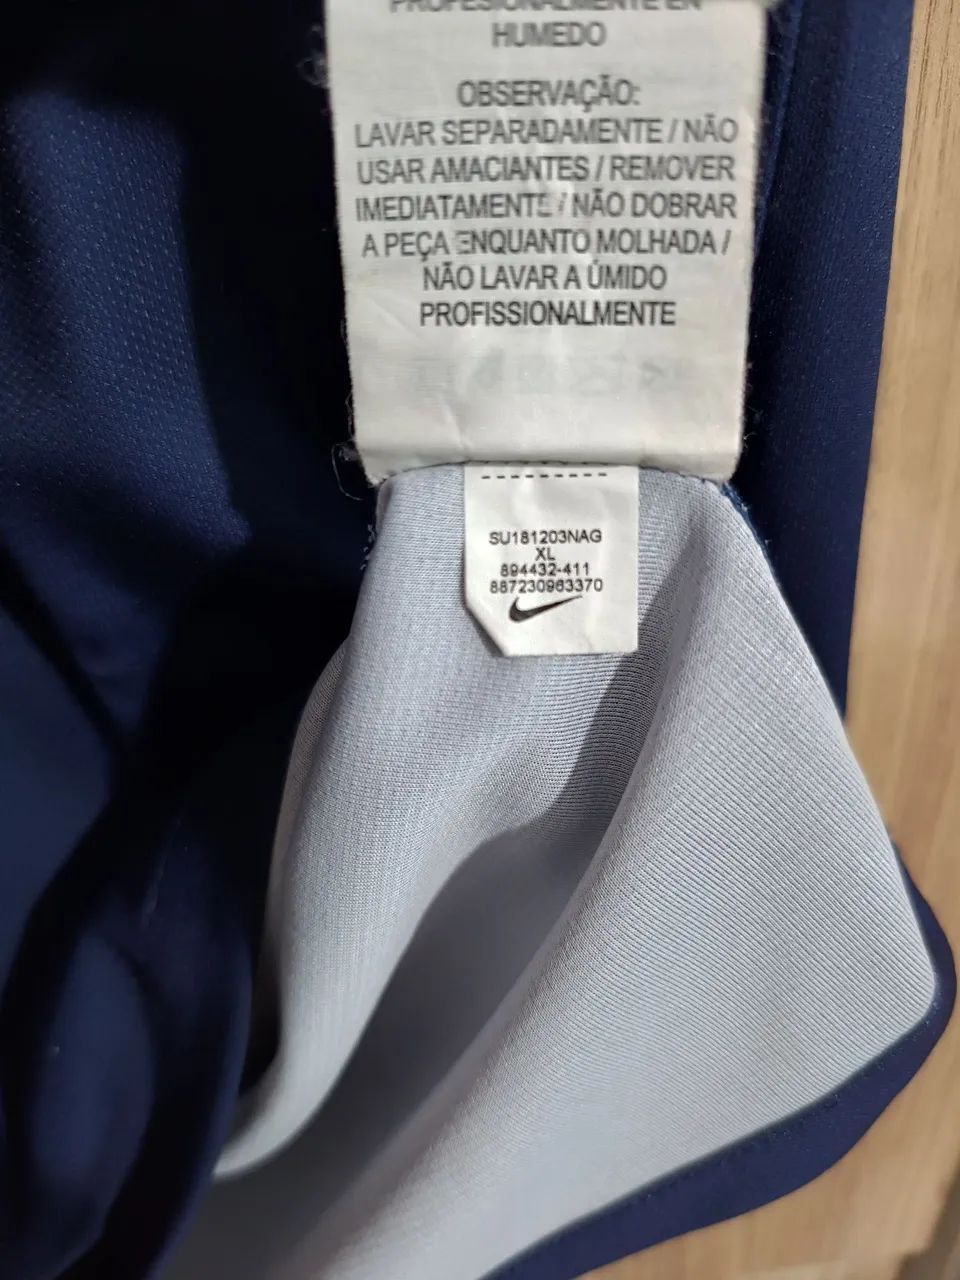 PROFESIONALMENTE EN
HUMEDO
OBSERVAÇÃO:
LAVAR SEPARADAMENTE / NÃO
USAR AMACIANTES / REMOVER
IMEDIATAMENTE / NÃO DOBRAR
A PEÇA ENQUANTO MOLHADA /
NÃO LAVAR A ÚMIDO
PROFISSIONALMENTE
SU181203NAG
XL
894432-411
887230963370